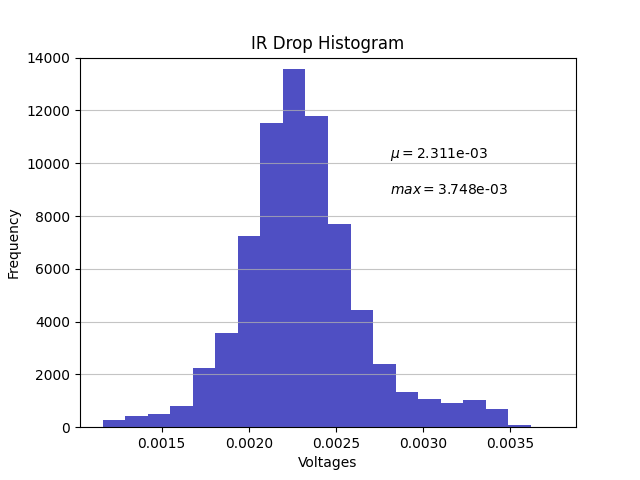 IR Drop Histogram
14000
12000
10000
8000
6000
4000
2000
0
Frequency
μ = 2.311e-03
max = 3.748e-03
0.0015 0.0020 0.0025 0.0030 0.0035
Voltages